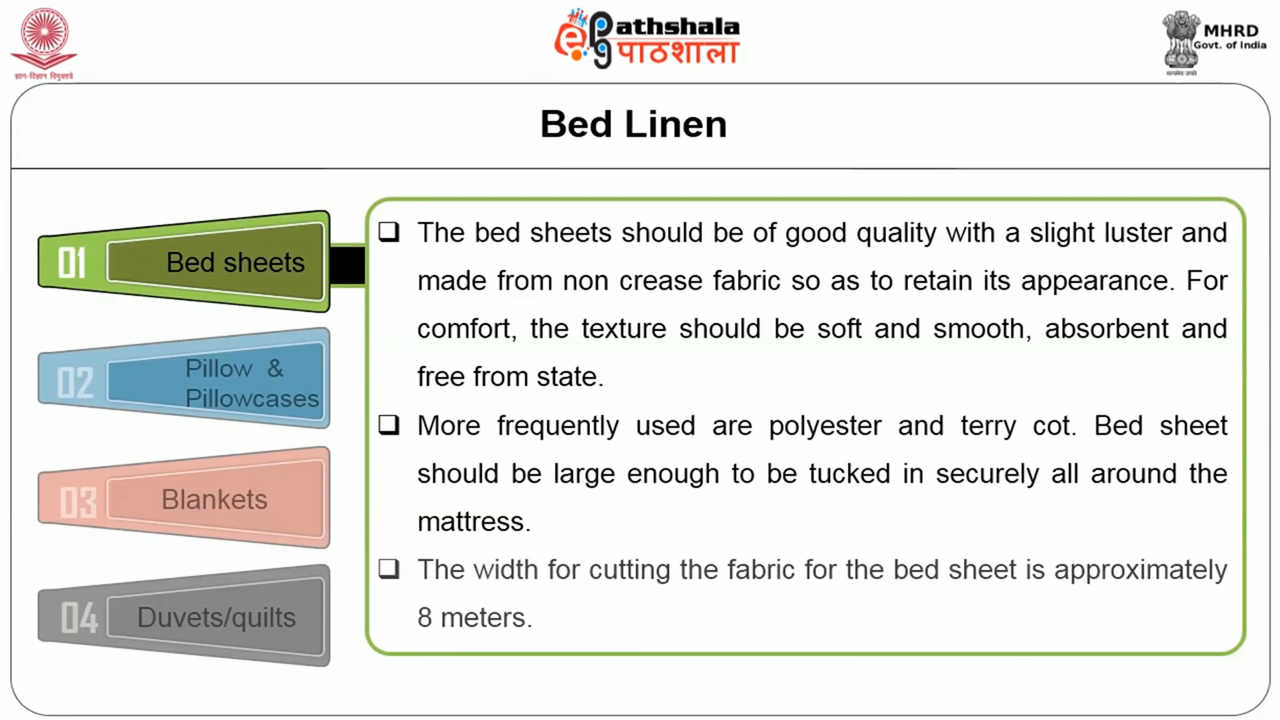 ज्ञान-विज्ञान विमुक्तये
ePathshala
पाठशाला
MHRD
Govt. of India
सत्यमेव जयते
Bed Linen
01
Bed sheets
02
Pillow &
Pillowcases
03
Blankets
04
Duvets/quilts
❑ The bed sheets should be of good quality with a slight luster and
made from non crease fabric so as to retain its appearance. For
comfort, the texture should be soft and smooth, absorbent and
free from state.
❑ More frequently used are polyester and terry cot. Bed sheet
should be large enough to be tucked in securely all around the
mattress.
❑ The width for cutting the fabric for the bed sheet is approximately
8 meters.